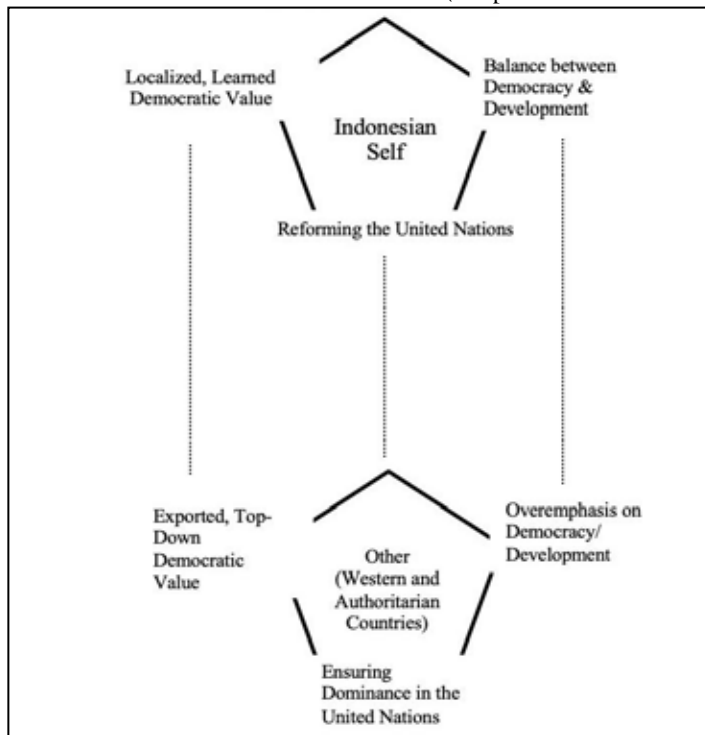 Localized, Learned
Democratic Value
Balance between
Democracy &
Development
Indonesian
Self
Reforming the United Nations
Exported, Top-
Down
Democratic
Value
Other
(Western and
Authoritarian
Countries)
Overemphasis on
Democracy/
Development
Ensuring
Dominance in the
United Nations